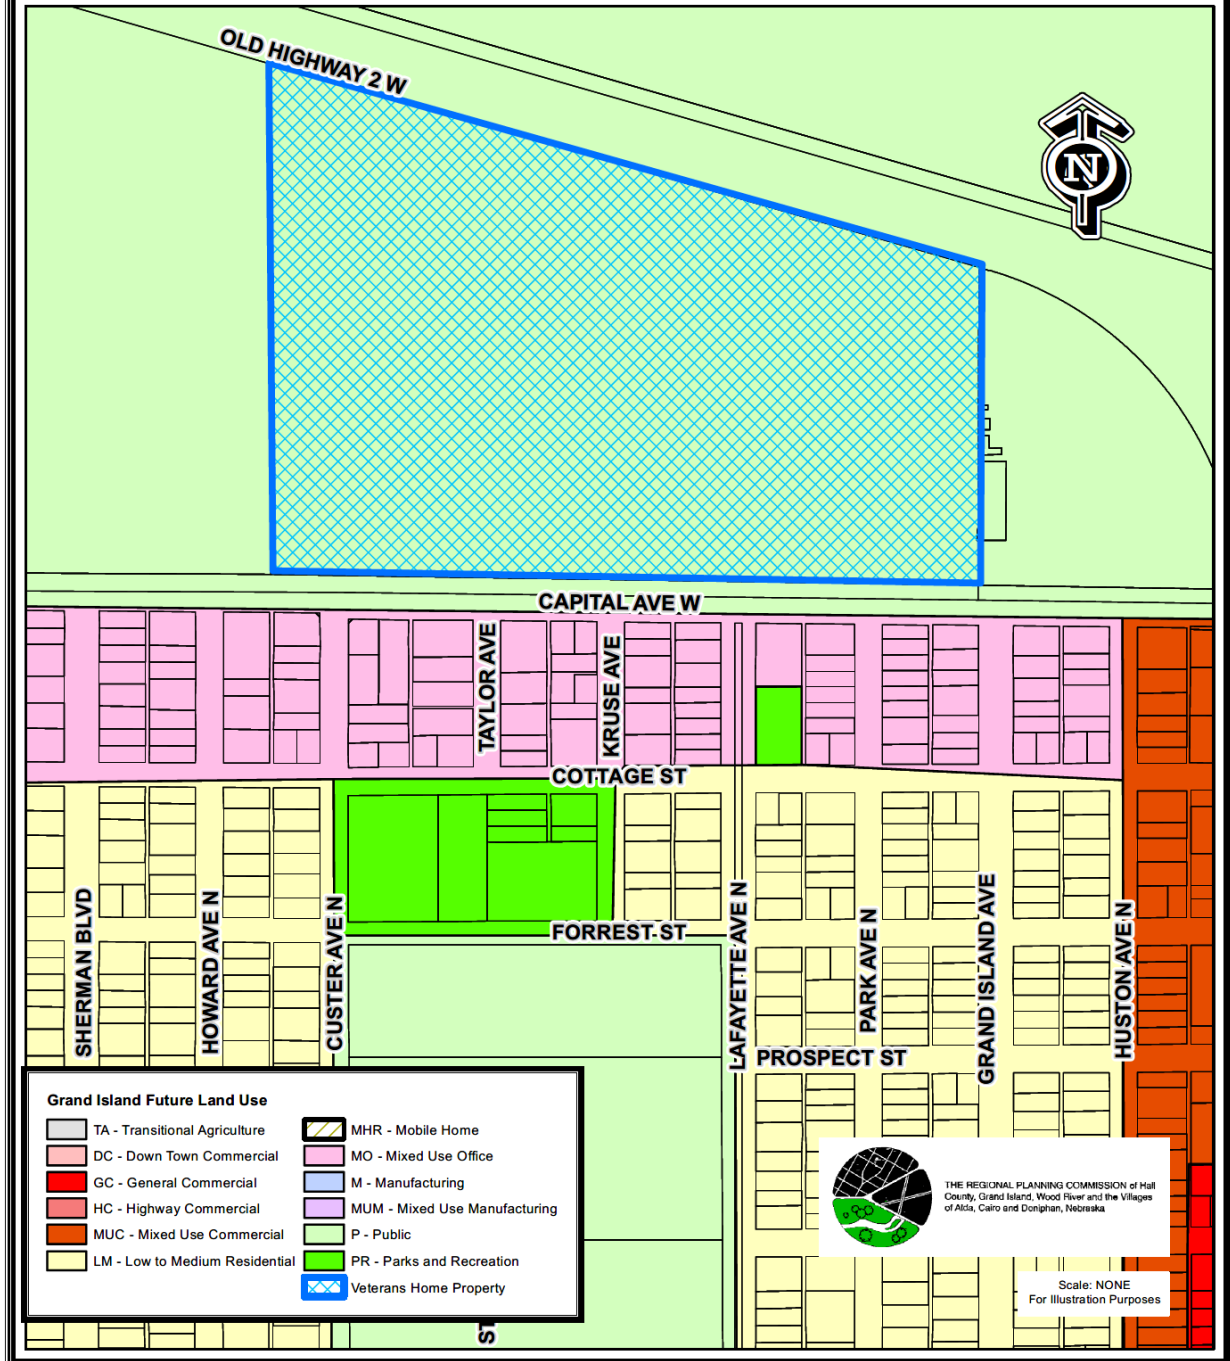 OLD HIGHWAY 2 W
N
CAPITAL AVE W
TAYLOR AVE
KRUSE AVE
COTTAGE ST
SHERMAN BLVD
HOWARD AVE N
CUSTER AVE N
FORREST ST
LAFAYETTE AVE N
PARK AVE N
GRAND ISLAND AVE
HUSTON AVE N
PROSPECT ST
Grand Island Future Land Use
TA - Transitional Agriculture
DC - Down Town Commercial
GC - General Commercial
HC - Highway Commercial
MUC - Mixed Use Commercial
LM - Low to Medium Residential
MHR - Mobile Home
MO - Mixed Use Office
M - Manufacturing
MUM - Mixed Use Manufacturing
P - Public
PR - Parks and Recreation
Veterans Home Property
ST
THE REGIONAL PLANNING COMMISSION of Hall
County, Grand Island, Wood River and the Villages
of Alda, Cairo and Doniphan, Nebraska
Scale: NONE
For Illustration Purposes